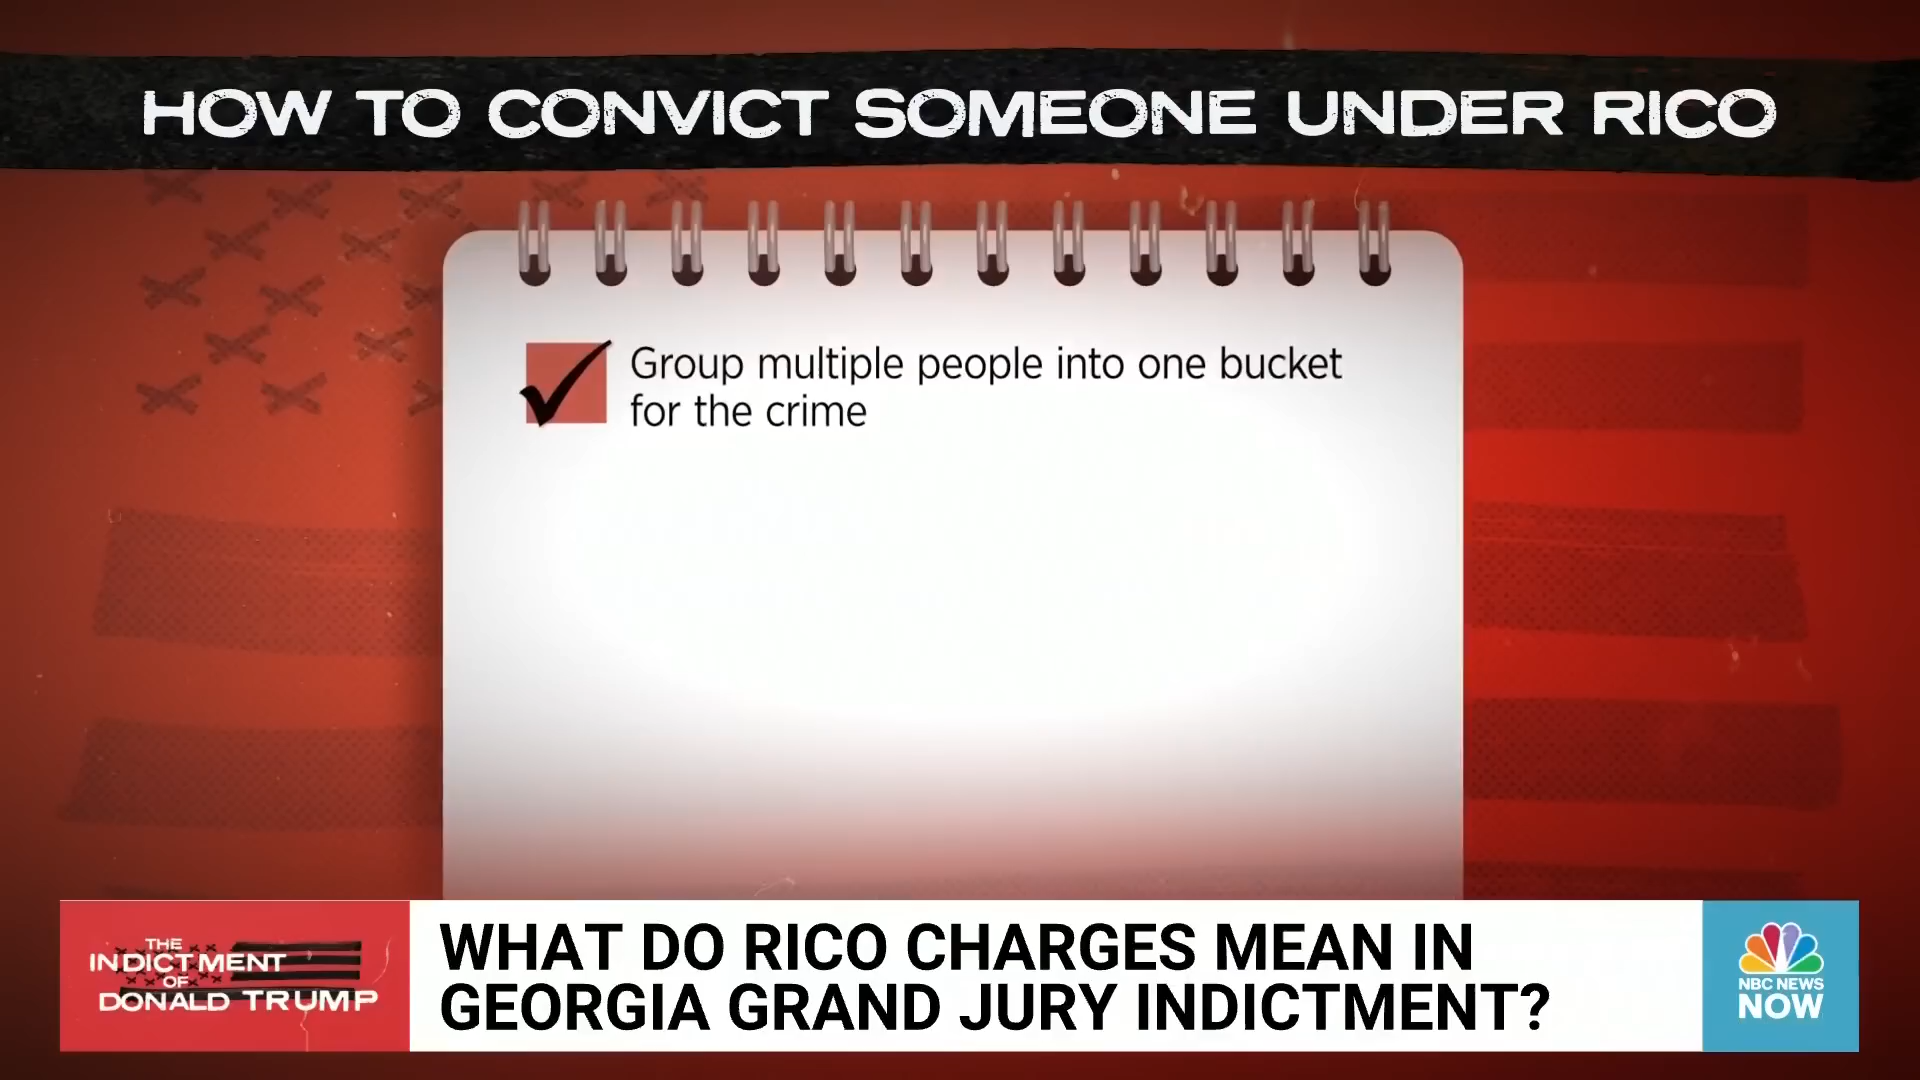 HOW TO CONVICT SOMEONE UNDER RICO
Group multiple people into one bucket
for the crime
THE
INDICTMENT
OF
DONALD TRUMP
WHAT DO RICO CHARGES MEAN IN
GEORGIA GRAND JURY INDICTMENT?
NBC NEWS
NOW